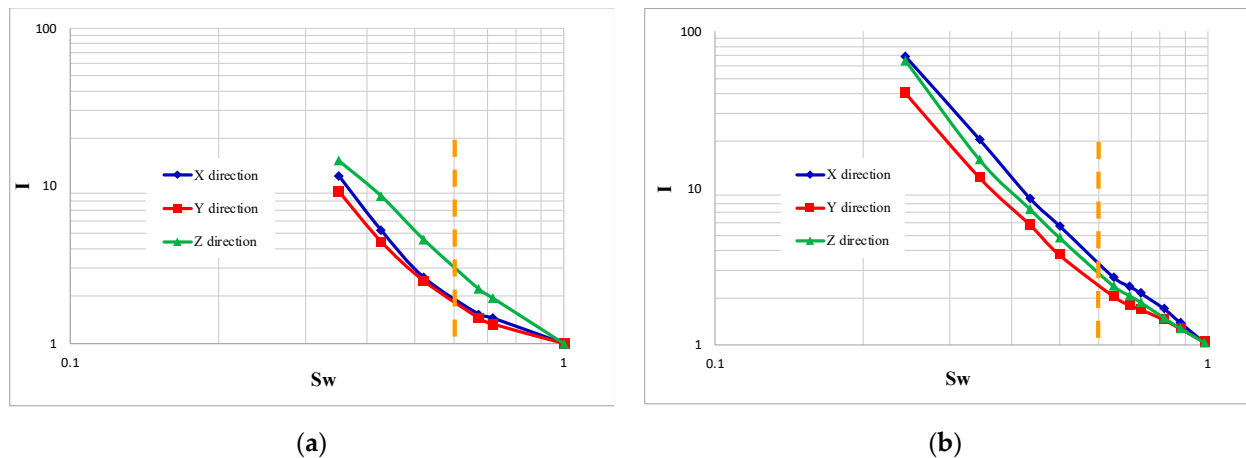 100
10
1
I
X direction
Y direction
Z direction
0.1
1
Sw
(a)
100
10
1
I
X direction
Y direction
Z direction
0.1
1
Sw
(b)